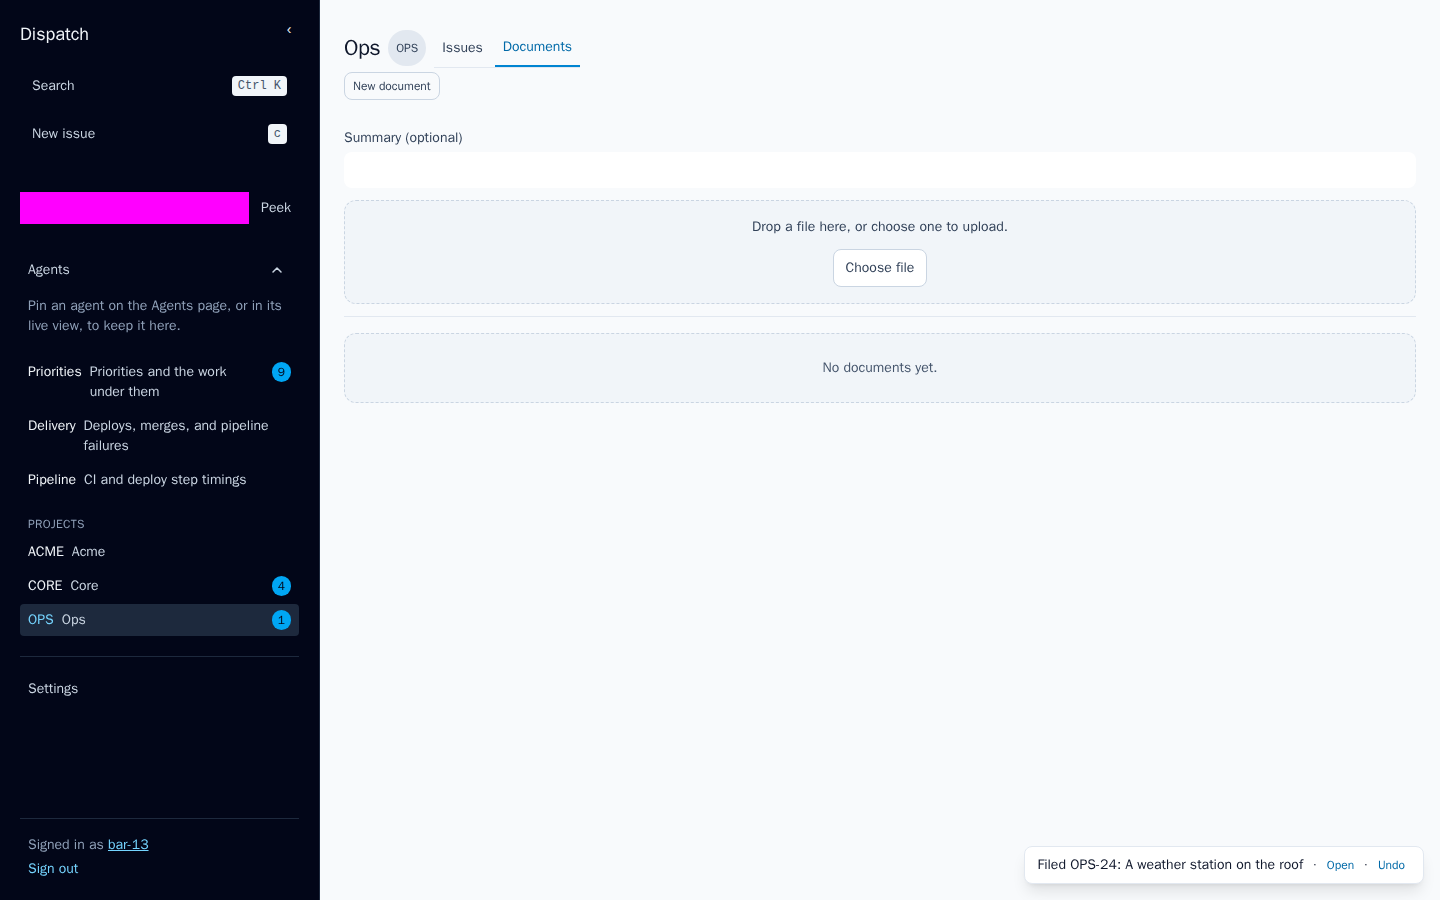 Dispatch
Search
Ctrl K
New issue
C
Peek
Agents
Pin an agent on the Agents page, or in its
live view, to keep it here.
Priorities Priorities and the work
under them
9
Delivery Deploys, merges, and pipeline
failures
Pipeline CI and deploy step timings
PROJECTS
ACME Acme
CORE Core 4
OPS Ops 1
Settings
Signed in as bar-13
Sign out
Ops OPS Issues Documents
New document
Summary (optional)
Drop a file here, or choose one to upload.
Choose file
No documents yet.
Filed OPS-24: A weather station on the roof · Open · Undo